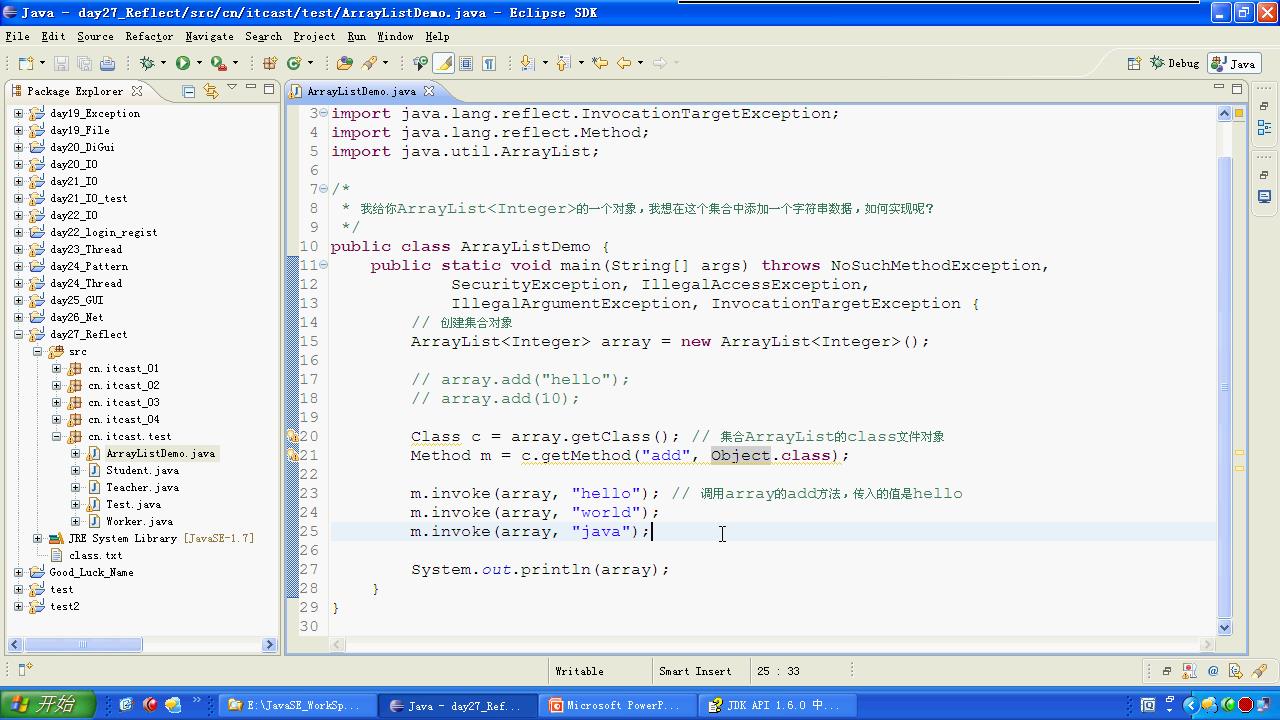 Java - day27_Reflect/src/cn/itcast/test/ArrayListDemo.java - Eclipse SDK
File Edit Source Refactor Navigate Search Project Run Window Help
Debug Java
Package Explorer
ArrayListDemo.java
day19_Exception
day19_File
day20_DiGui
day20_IO
day21_IO
day21_IO_test
day22_IO
day22_login_regist
day23_Thread
day24_Pattern
day24_Thread
day25_GUI
day26_Net
day27_Reflect
src
cn.itcast_01
cn.itcast_02
cn.itcast_03
cn.itcast_04
cn.itcast.test
ArrayListDemo.java
Student.java
Teacher.java
Test.java
Worker.java
JRE System Library [JavaSE-1.7]
class.txt
Good_Luck_Name
test
test2
3 import java.lang.reflect.InvocationTargetException;
4 import java.lang.reflect.Method;
5 import java.util.ArrayList;
6
7 /*
8 * 我给你ArrayList<Integer>的一个对象，我想在这个集合中添加一个字符串数据，如何实现呢？
9 */
10 public class ArrayListDemo {
11 public static void main(String[] args) throws NoSuchMethodException,
12 SecurityException, IllegalAccessException,
13 IllegalArgumentException, InvocationTargetException {
14 // 创建集合对象
15 ArrayList<Integer> array = new ArrayList<Integer>();
16
17 // array.add("hello");
18 // array.add(10);
19
20 Class c = array.getClass(); // 集合ArrayList的class文件对象
21 Method m = c.getMethod("add", Object.class);
22
23 m.invoke(array, "hello"); // 调用array的add方法，传入的值是hello
24 m.invoke(array, "world");
25 m.invoke(array, "java");
26
27 System.out.println(array);
28 }
29 }
30
Writable Smart Insert 25 : 33
开始 E:\JavaSE_WorkSp... Java - day27_Ref... Microsoft PowerP... JDK API 1.6.0 中...